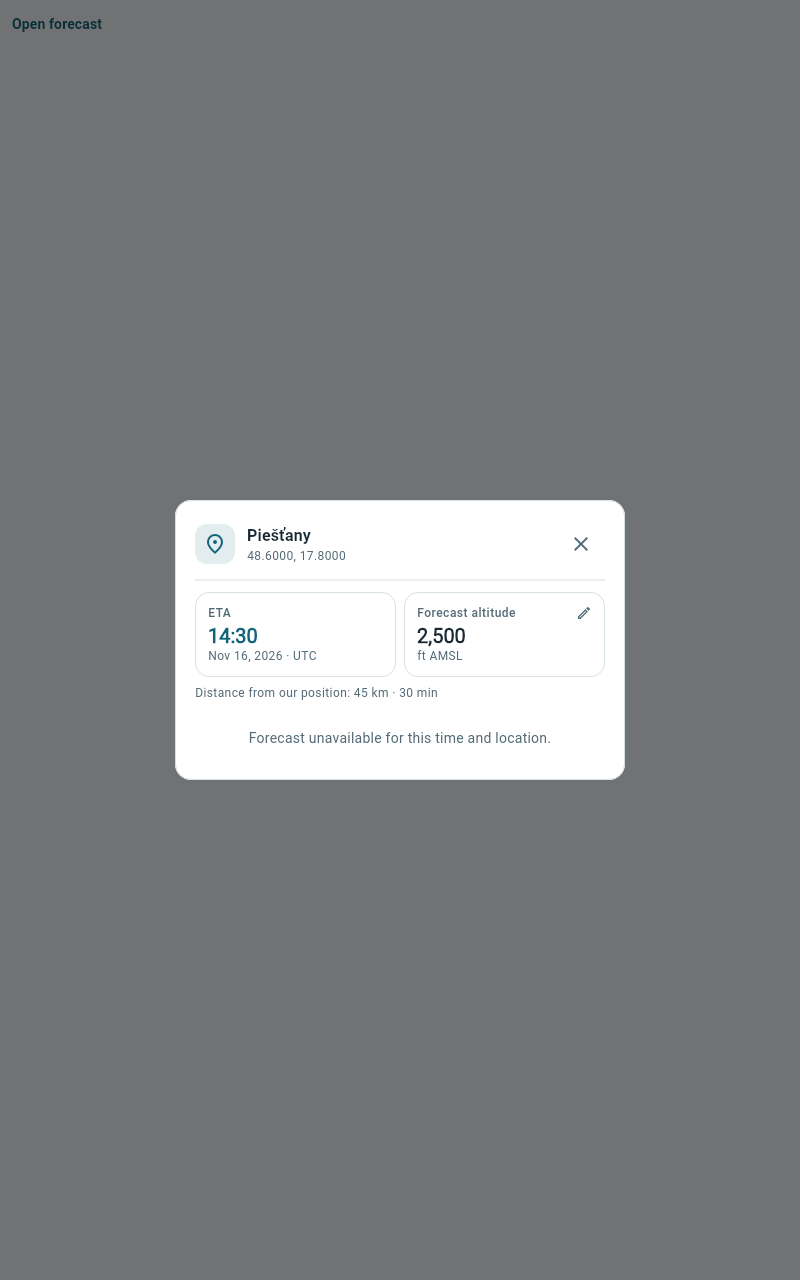 Open forecast
Piešťany
48.6000, 17.8000
ETA
14:30
Nov 16, 2026 · UTC
Forecast altitude
2,500
ft AMSL
Distance from our position: 45 km · 30 min
Forecast unavailable for this time and location.